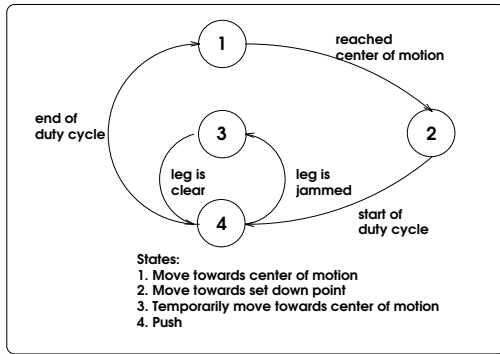 1
reached
center of motion
end of
duty cycle
3
2
leg is
clear
leg is
jammed
4
start of
duty cycle
States:
1. Move towards center of motion
2. Move towards set down point
3. Temporarily move towards center of motion
4. Push